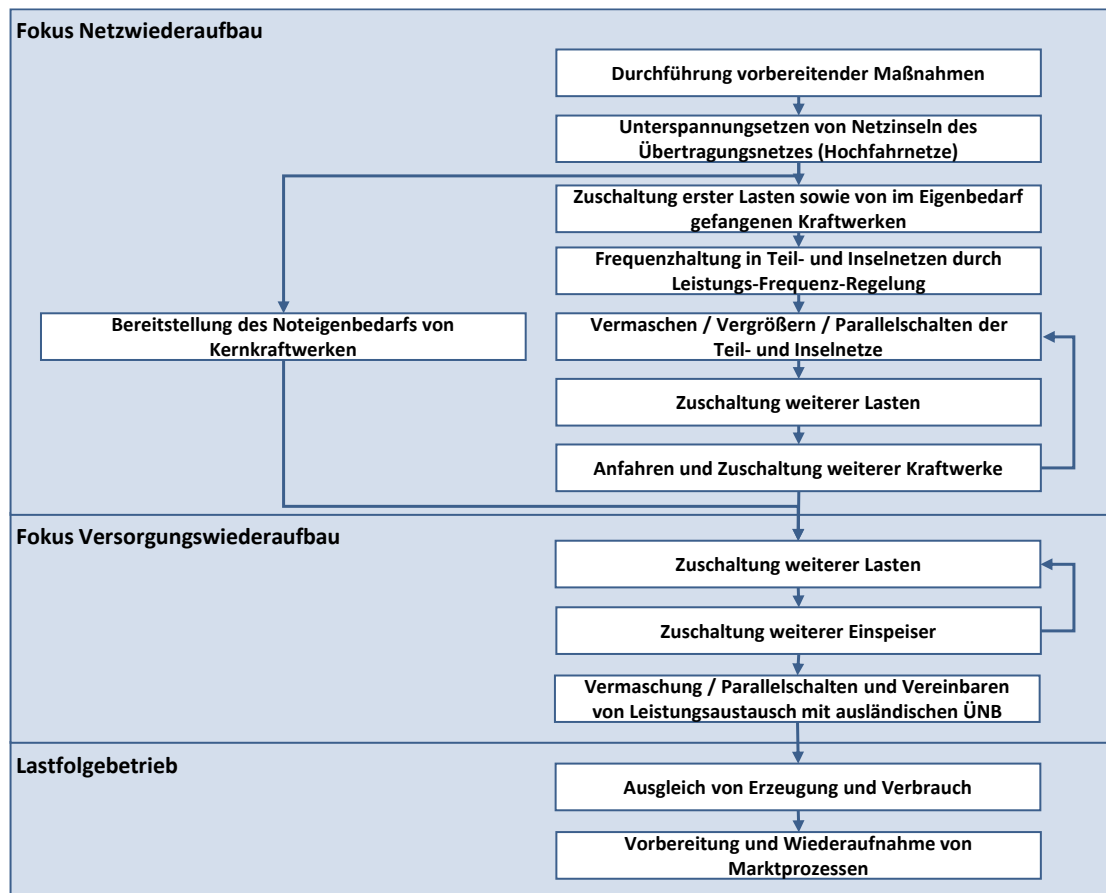 Fokus Netzwiederaufbau
Durchführung vorbereitender Maßnahmen
Unterspannungsetzen von Netzinseln des
Übertragungsnetzes (Hochfahrnetze)
Zuschaltung erster Lasten sowie von im Eigenbedarf
gefangenen Kraftwerken
Frequenzhaltung in Teil- und Inselnetzen durch
Leistungs-Frequenz-Regelung
Bereitstellung des Noteigenbedarfs von
Kernkraftwerken
Vermaschen / Vergrößern / Parallelschalten der
Teil- und Inselnetze
Zuschaltung weiterer Lasten
Anfahren und Zuschaltung weiterer Kraftwerke
Fokus Versorgungswiederaufbau
Zuschaltung weiterer Lasten
Zuschaltung weiterer Einspeiser
Vermaschung / Parallelschalten und Vereinbaren
von Leistungsaustausch mit ausländischen ÜNB
Lastfolgebetrieb
Ausgleich von Erzeugung und Verbrauch
Vorbereitung und Wiederaufnahme von
Marktprozessen